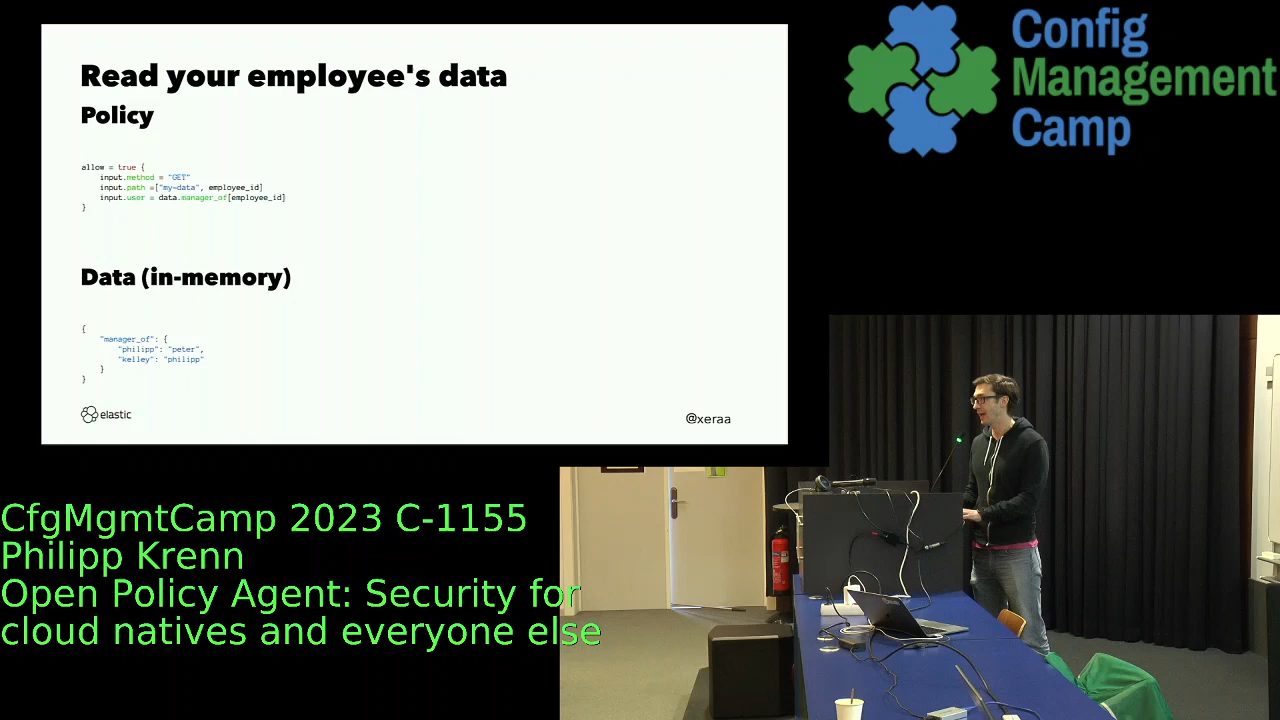 Read your employee's data
Policy
allow = true {
    input.method = "GET"
    input.path =["my-data", employee_id]
    input.user = data.manager_of[employee_id]
}
Data (in-memory)
{
    "manager_of": {
        "philipp": "peter",
        "kelley": "philipp"
    }
}
elastic
@xeraa
Config
Management
Camp
CfgMgmtCamp 2023 C-1155
Philipp Krenn
Open Policy Agent: Security for
cloud natives and everyone else